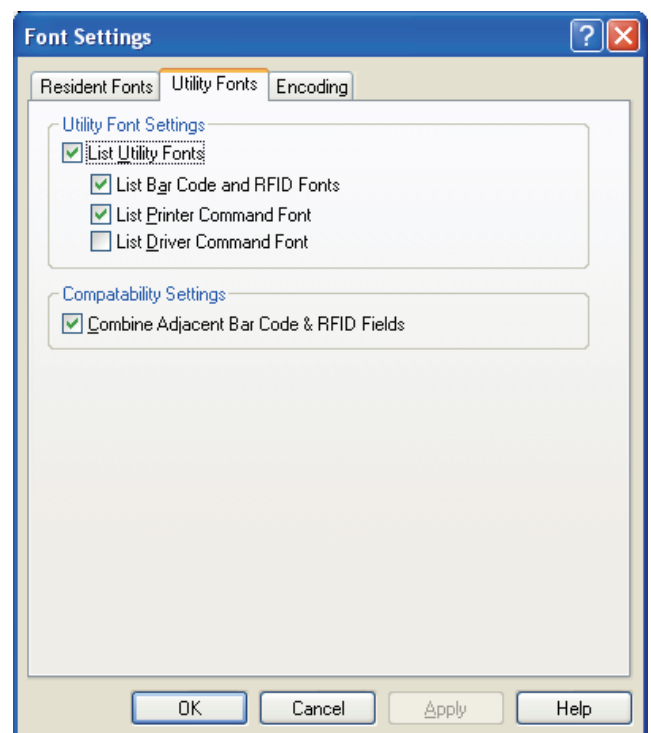 Font Settings
Resident Fonts Utility Fonts Encoding
Utility Font Settings
List Utility Fonts
List Bar Code and RFID Fonts
List Printer Command Font
List Driver Command Font
Compatability Settings
Combine Adjacent Bar Code & RFID Fields
OK Cancel Apply Help